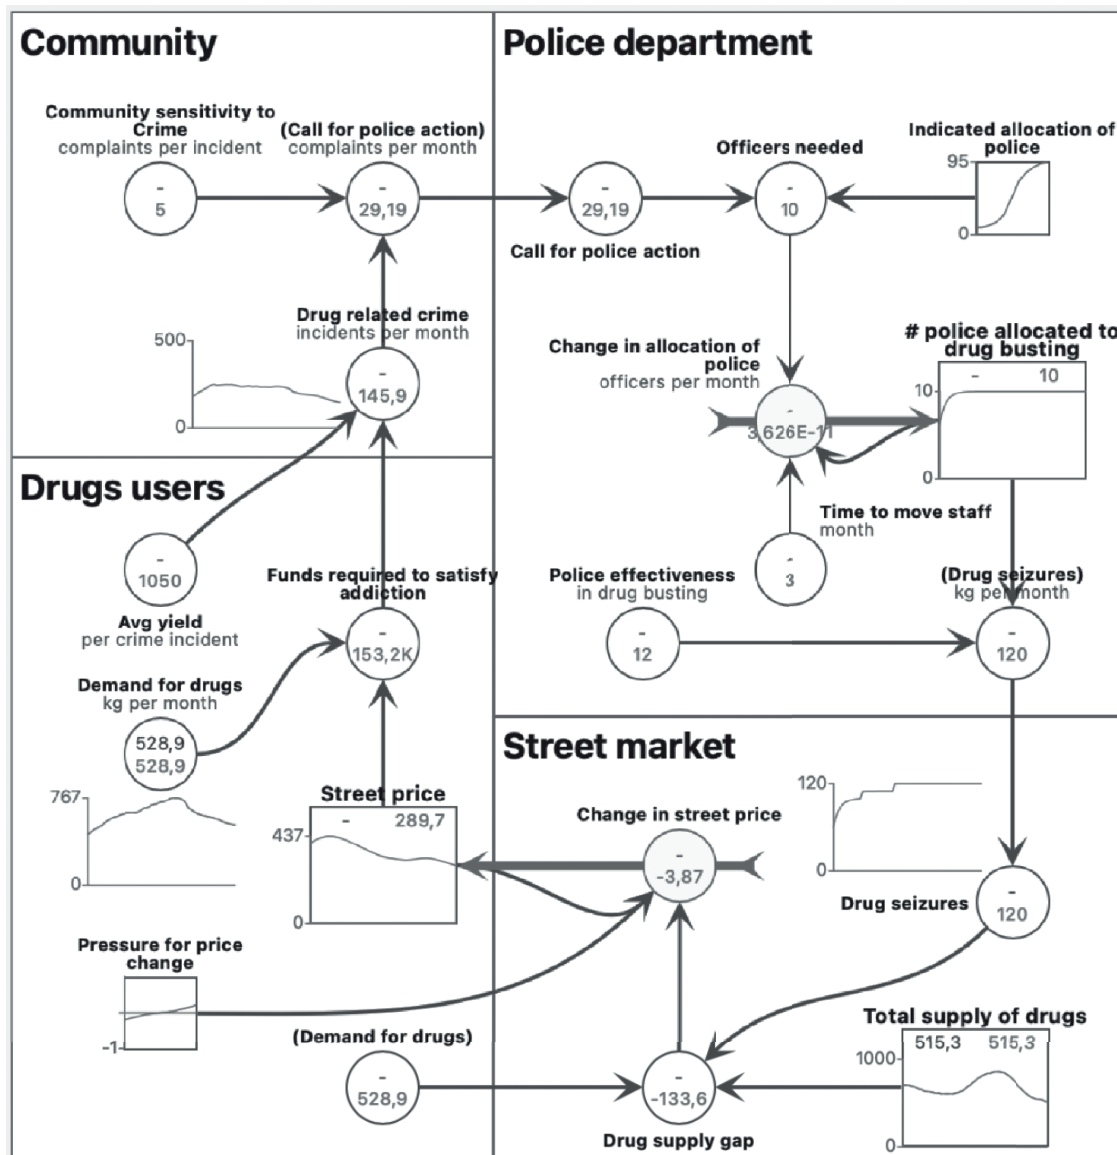 Community
Community sensitivity to
Crime
complaints per incident
-
5
(Call for police action)
complaints per month
-
29,19
Drug related crime
incidents per month
500
0
-
145,9
Police department
-
29,19
Call for police action
Officers needed
-
10
Indicated allocation of
police
95
0
Change in allocation of
police
officers per month
-
3,626E-11
# police allocated to
drug busting
- 10
10
0
Time to move staff
month
-
3
Police effectiveness
in drug busting
-
12
(Drug seizures)
kg per month
-
120
Drugs users
-
1050
Avg yield
per crime incident
Funds required to satisfy
addiction
-
153,2K
Demand for drugs
kg per month
528,9
528,9
767
0
Street price
- 289,7
437
0
Pressure for price
change
-1
(Demand for drugs)
-
528,9
Street market
Change in street price
-
-3,87
120
0
Drug seizures
-
120
Total supply of drugs
515,3 515,3
1000
0
-
-133,6
Drug supply gap